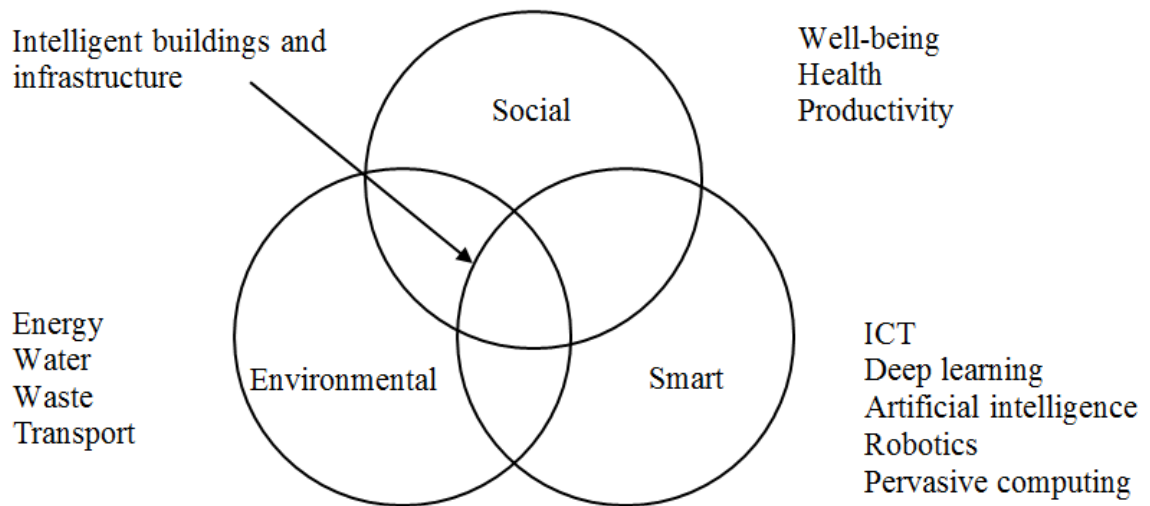 Intelligent buildings and
infrastructure
Well-being
Health
Productivity
Social
Energy
Water
Waste
Transport
Environmental
Smart
ICT
Deep learning
Artificial intelligence
Robotics
Pervasive computing